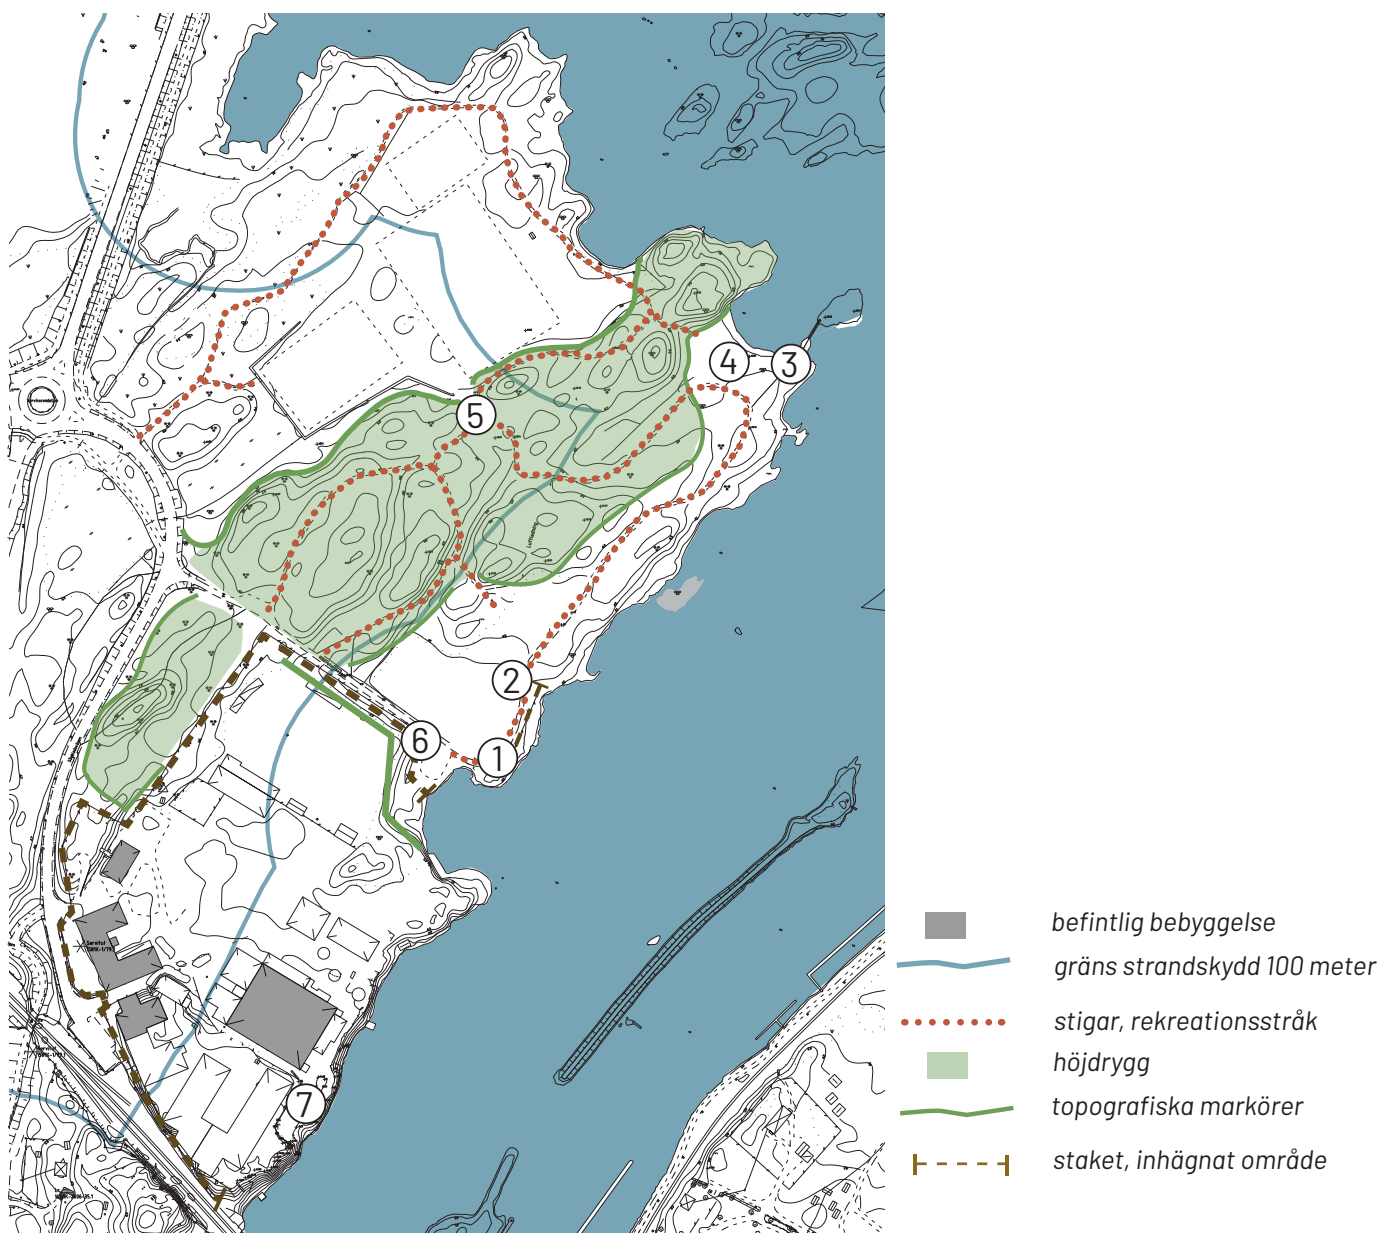 4
3
5
2
6
1
Servitut
7
befintlig bebyggelse
gräns strandskydd 100 meter
stigar, rekreationsstråk
höjdrygg
topografiska markörer
staket, inhägnat område